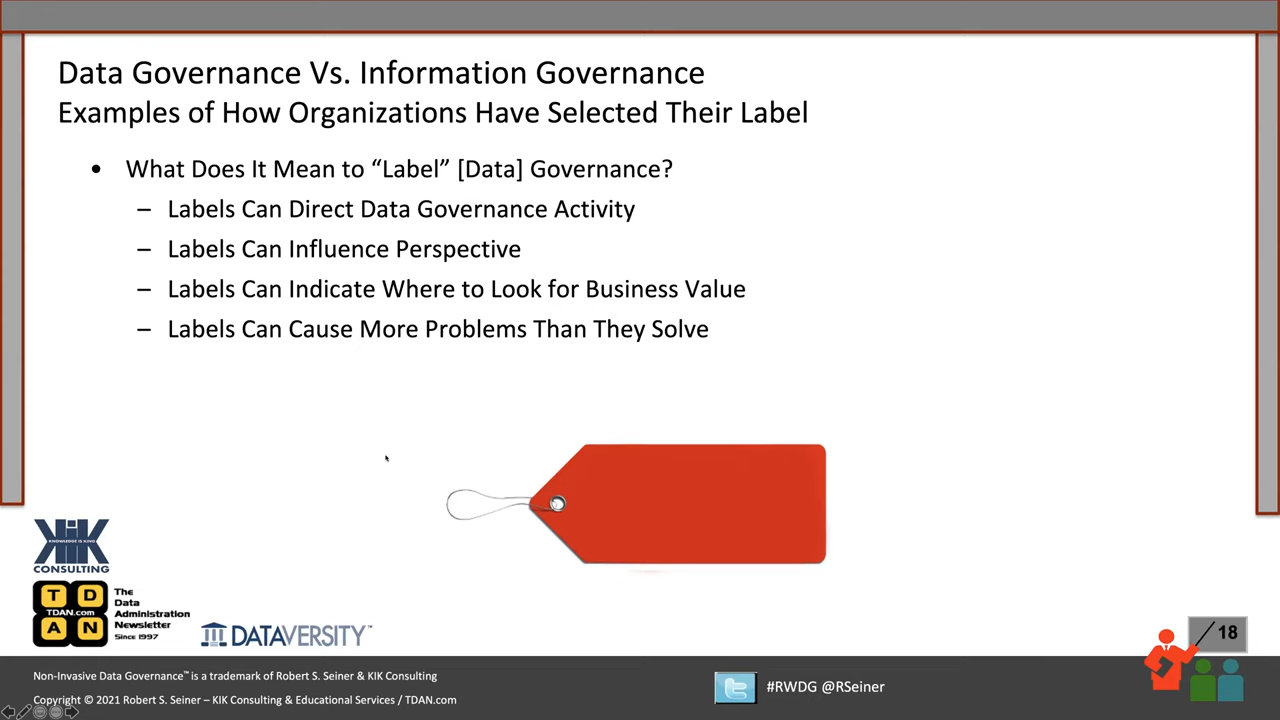 Data Governance Vs. Information Governance
Examples of How Organizations Have Selected Their Label
• What Does It Mean to “Label” [Data] Governance?
– Labels Can Direct Data Governance Activity
– Labels Can Influence Perspective
– Labels Can Indicate Where to Look for Business Value
– Labels Can Cause More Problems Than They Solve
KIK
KNOWLEDGE IS KING
CONSULTING
T D
TDAN.com
A N
The
Data
Administration
Newsletter
Since 1997
DATAVERSITY™
18
Non-Invasive Data Governance™ is a trademark of Robert S. Seiner & KIK Consulting
Copyright © 2021 Robert S. Seiner – KIK Consulting & Educational Services / TDAN.com
#RWDG @RSeiner